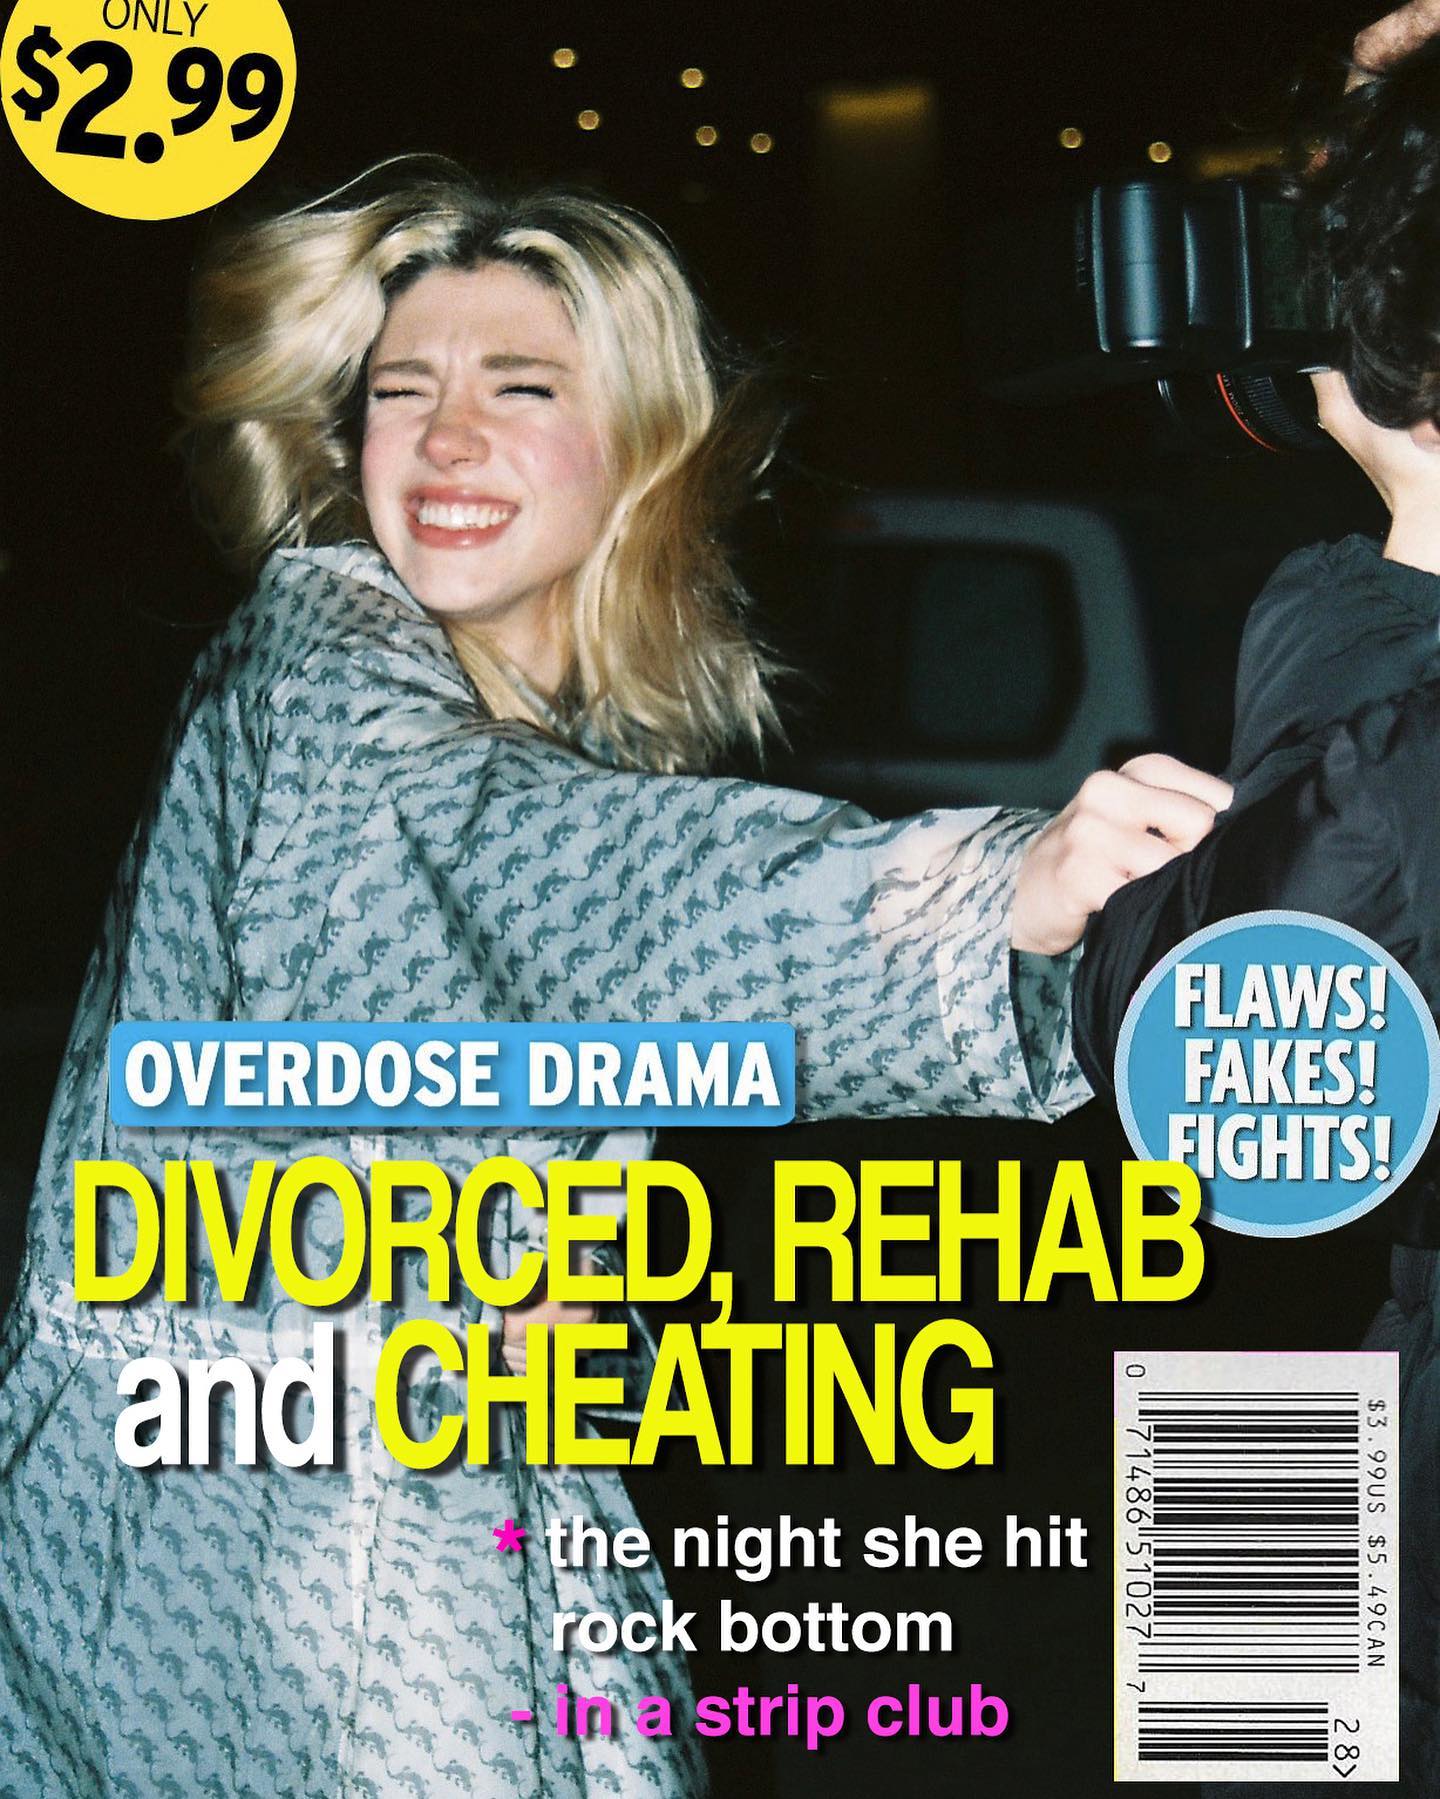 ONLY
$2.99
OVERDOSE DRAMA
FLAWS!
FAKES!
FIGHTS!
DIVORCED, REHAB
and CHEATING
* the night she hit
rock bottom
- in a strip club
$3.99US $5.49CAN
0 71486 51027 7
28>